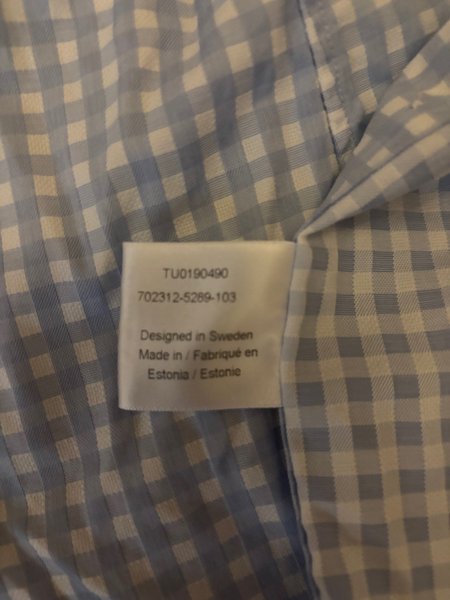 TU0190490
702312-5289-103
Designed in Sweden
Made in / Fabriqué en
Estonia / Estonie